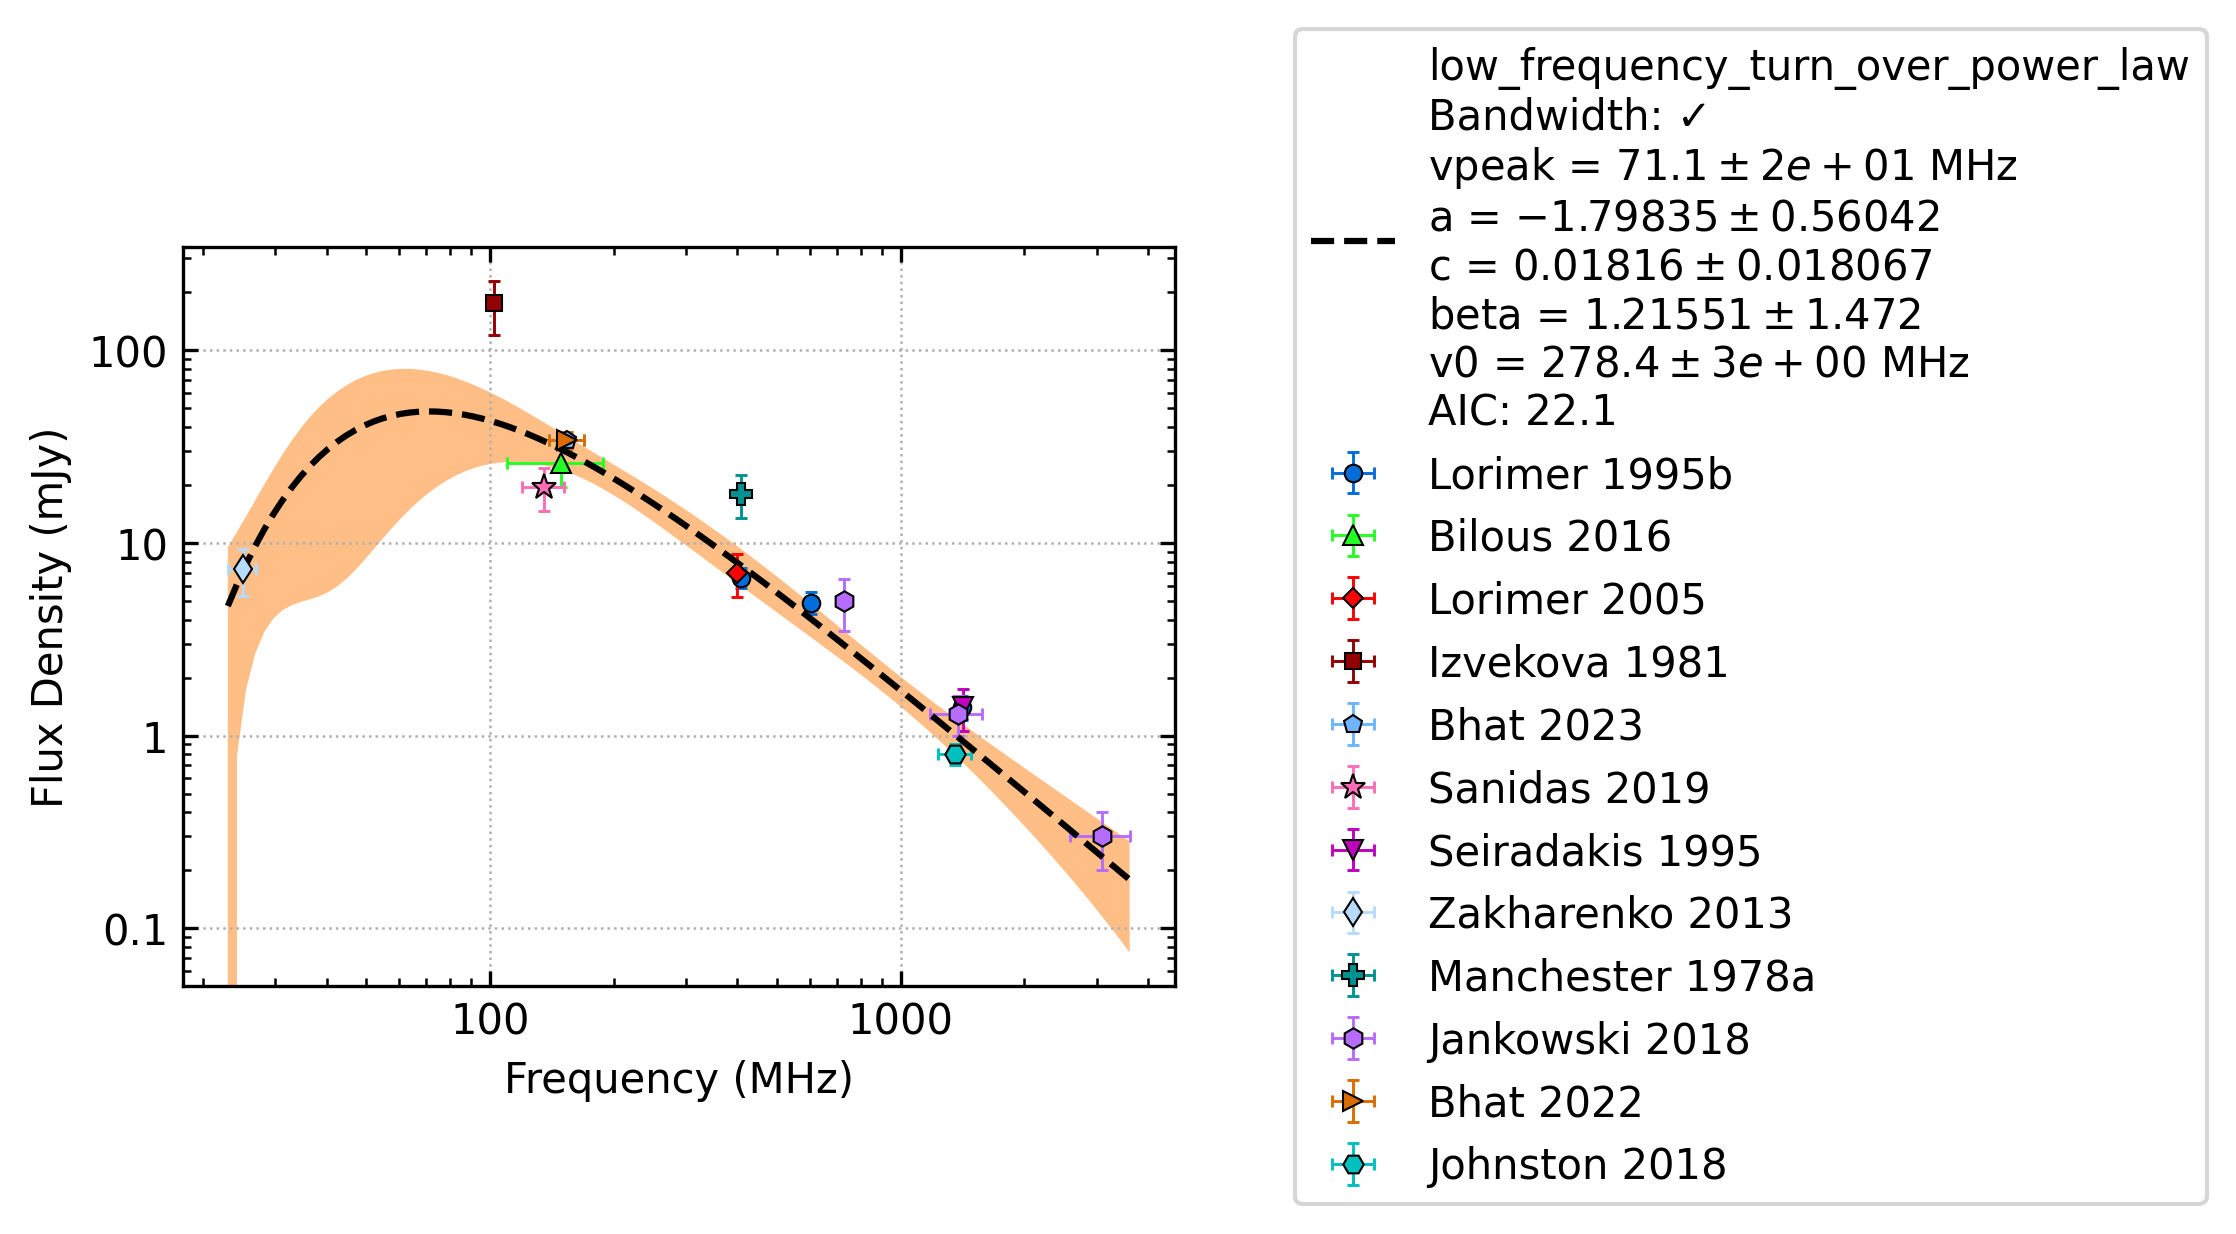 100
10
1
0.1
100
1000
Frequency (MHz)
Flux Density (mJy)
low_frequency_turn_over_power_law
Bandwidth: ✓
vpeak = 71.1 ± 2e + 01 MHz
a = −1.79835 ± 0.56042
c = 0.01816 ± 0.018067
beta = 1.21551 ± 1.472
v0 = 278.4 ± 3e + 00 MHz
AIC: 22.1
Lorimer 1995b
Bilous 2016
Lorimer 2005
Izvekova 1981
Bhat 2023
Sanidas 2019
Seiradakis 1995
Zakharenko 2013
Manchester 1978a
Jankowski 2018
Bhat 2022
Johnston 2018